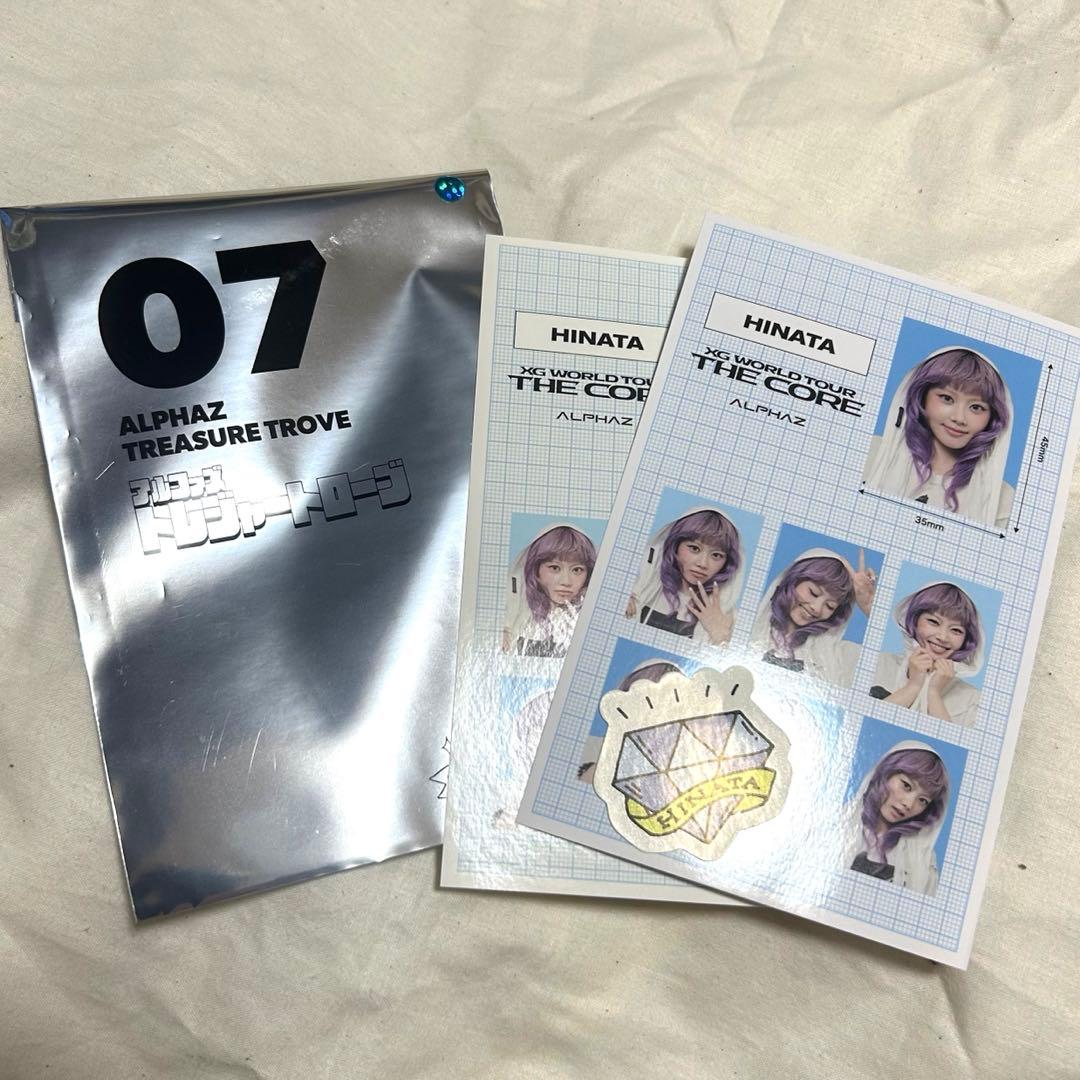 07
ALPHAZ
TREASURE TROVE
アルファズ
トレジャートローブ
HINATA
XG WORLD TOUR
THE COR
ALPHAZ
HINATA
XG WORLD TOUR
THE CORE
ALPHAZ
45mm
35mm
HINATA